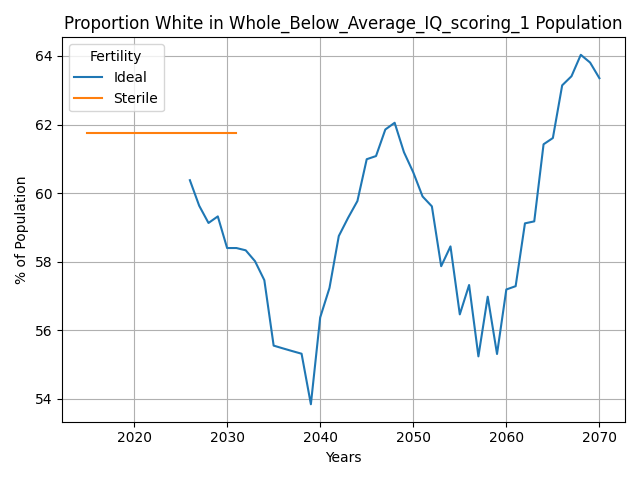 Proportion White in Whole_Below_Average_IQ_scoring_1 Population
Fertility
Ideal
Sterile
% of Population
64
62
60
58
56
54
2020 2030 2040 2050 2060 2070
Years